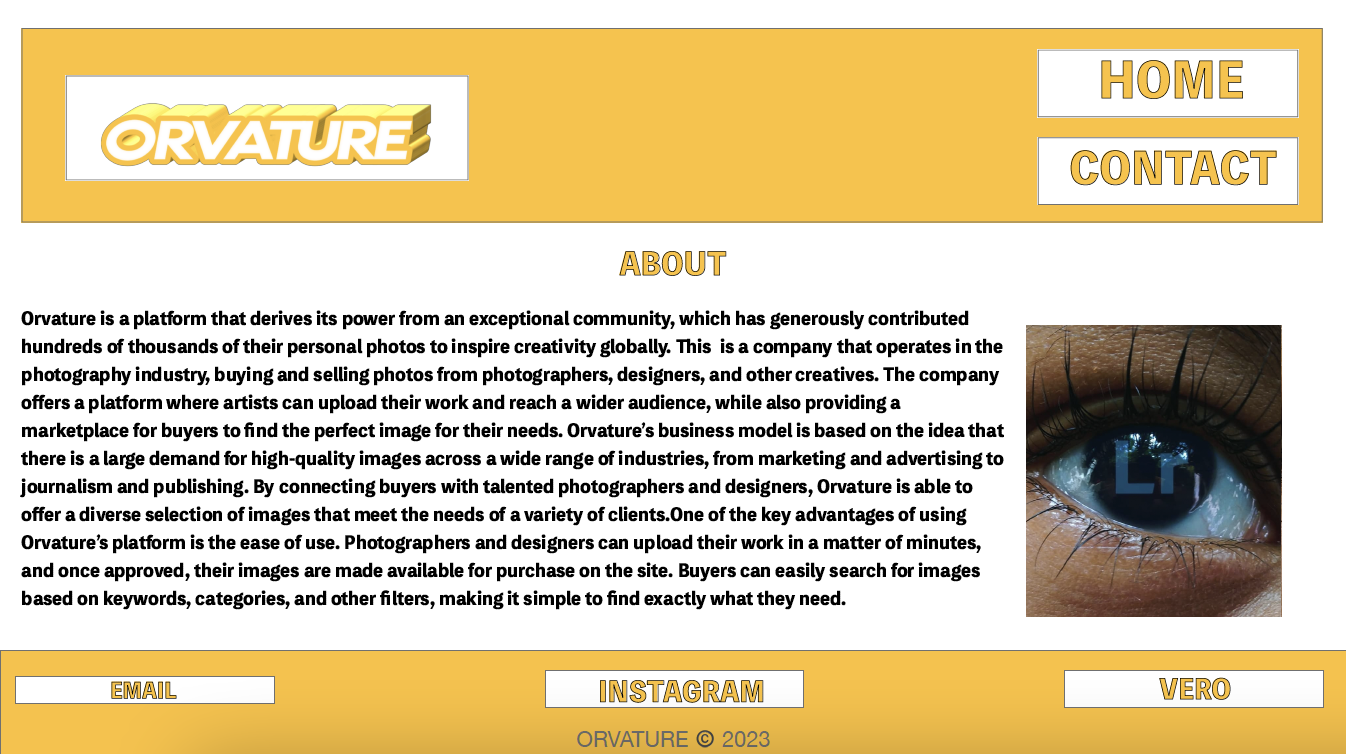 ORVATURE
HOME
CONTACT
ABOUT
Orvature is a platform that derives its power from an exceptional community, which has generously contributed
hundreds of thousands of their personal photos to inspire creativity globally. This  is a company that operates in the
photography industry, buying and selling photos from photographers, designers, and other creatives. The company
offers a platform where artists can upload their work and reach a wider audience, while also providing a
marketplace for buyers to find the perfect image for their needs. Orvature’s business model is based on the idea that
there is a large demand for high-quality images across a wide range of industries, from marketing and advertising to
journalism and publishing. By connecting buyers with talented photographers and designers, Orvature is able to
offer a diverse selection of images that meet the needs of a variety of clients.One of the key advantages of using
Orvature’s platform is the ease of use. Photographers and designers can upload their work in a matter of minutes,
and once approved, their images are made available for purchase on the site. Buyers can easily search for images
based on keywords, categories, and other filters, making it simple to find exactly what they need.
Lr
EMAIL
INSTAGRAM
VERO
ORVATURE © 2023